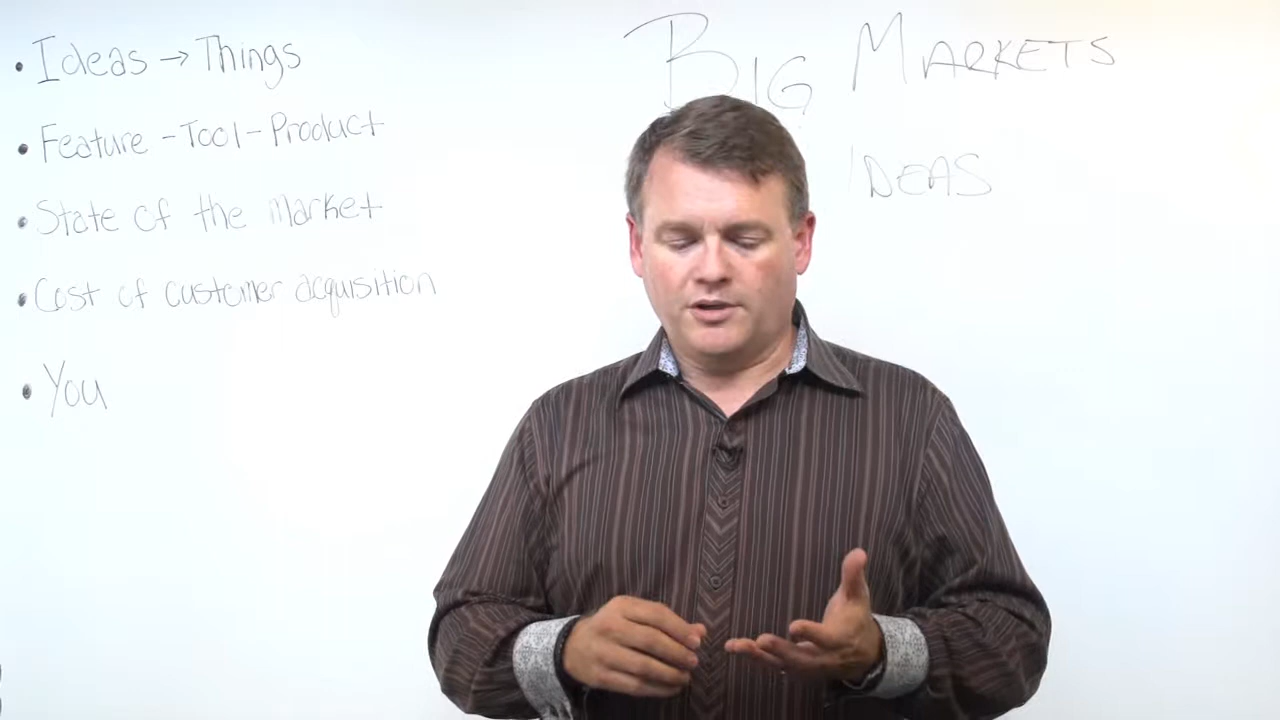 • Ideas → Things
• Feature - Tool - Product
• State of the market
• Cost of customer acquisition
• You
BIG MARKETS
IDEAS